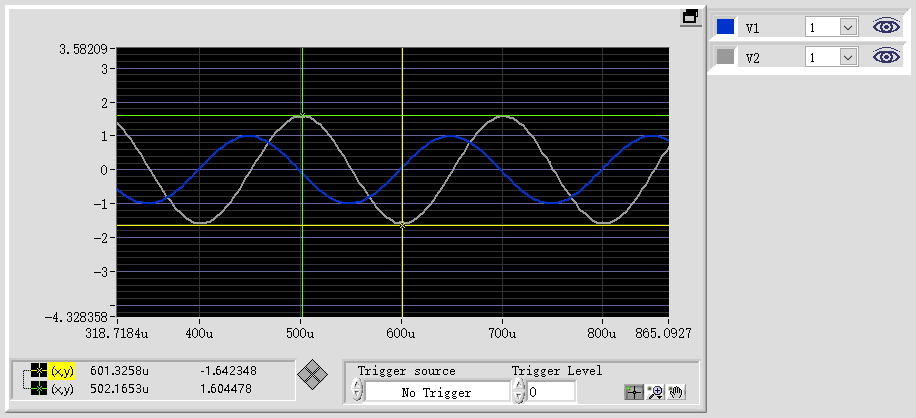 V1 1
V2 1
3.58209
3
2
1
0
-1
-2
-3
-4.328358
318.7184u 400u 500u 600u 700u 800u 865.0927
(x,y) 601.3258u -1.642348
(x,y) 502.1653u 1.604478
Trigger source Trigger Level
No Trigger 0